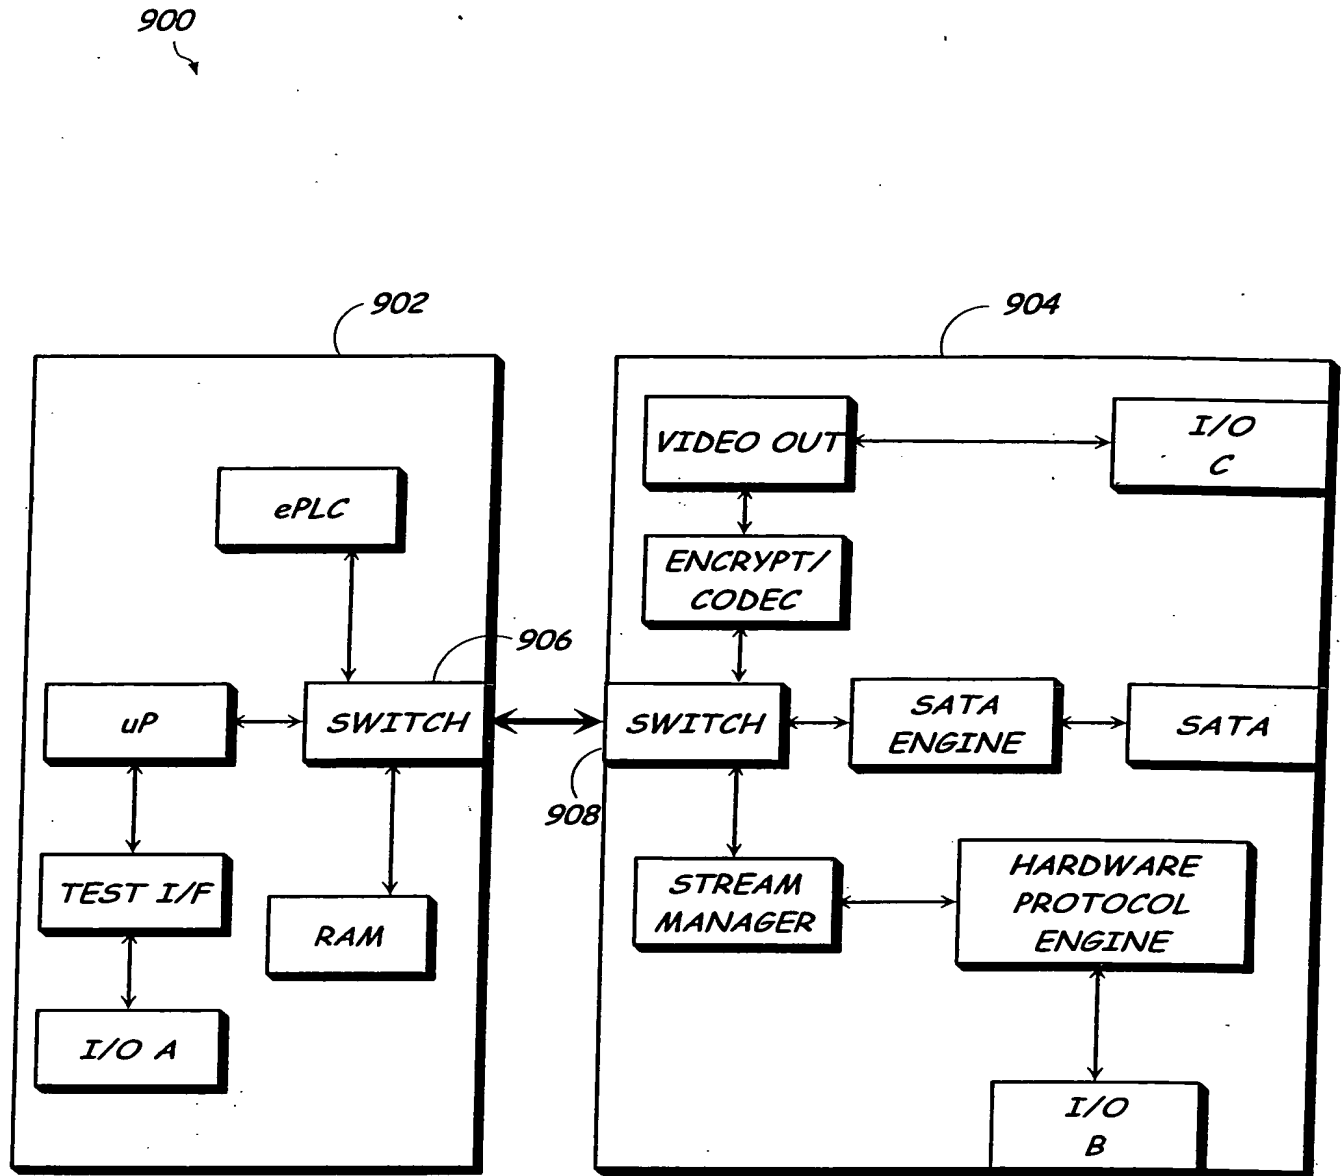 900
902
904
VIDEO OUT
I/O
C
ePLC
ENCRYPT/
CODEC
906
uP
SWITCH
SWITCH
SATA
ENGINE
SATA
908
TEST I/F
RAM
STREAM
MANAGER
HARDWARE
PROTOCOL
ENGINE
I/O A
I/O
B